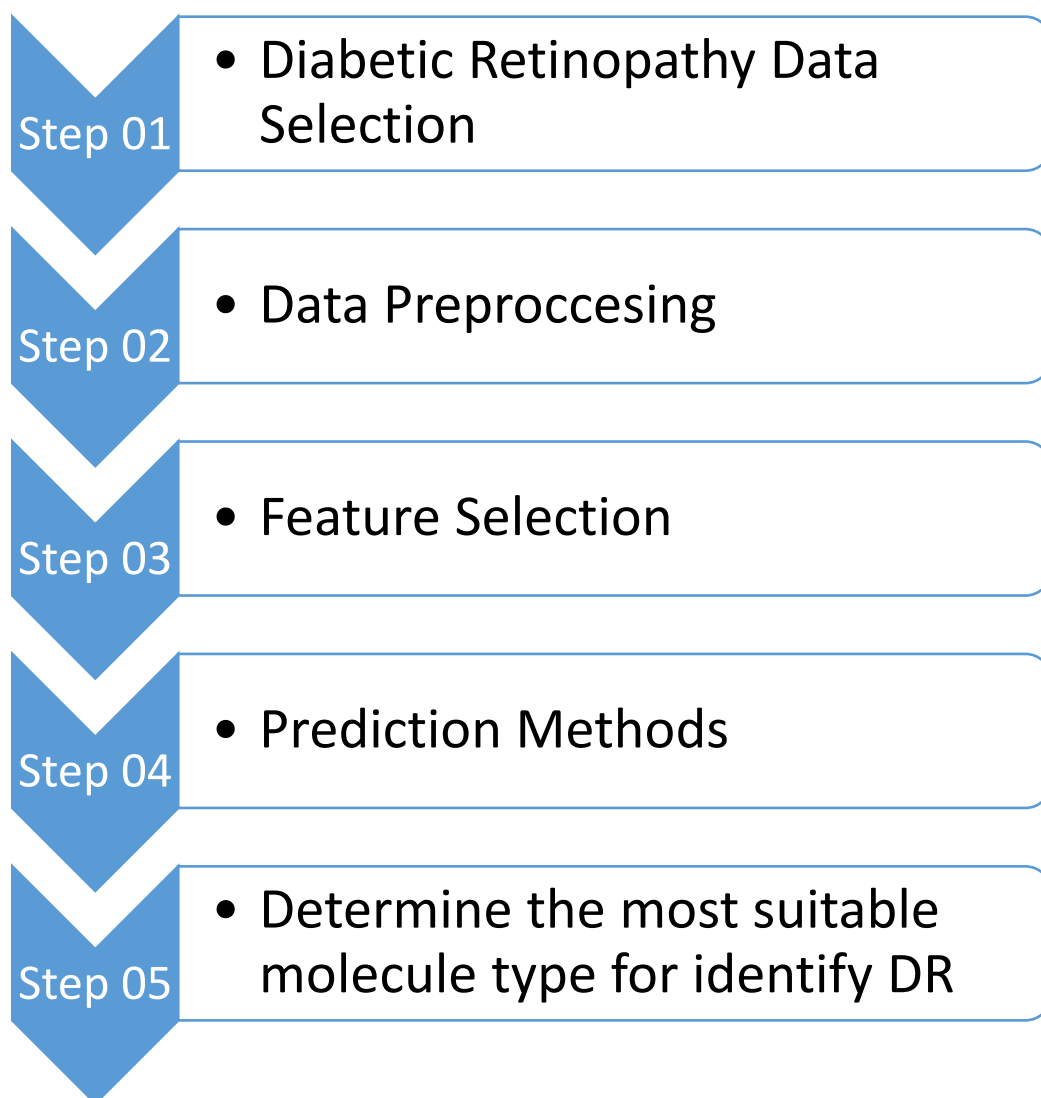 Step 01
• Diabetic Retinopathy Data
Selection
Step 02
• Data Preproccesing
Step 03
• Feature Selection
Step 04
• Prediction Methods
Step 05
• Determine the most suitable
molecule type for identify DR